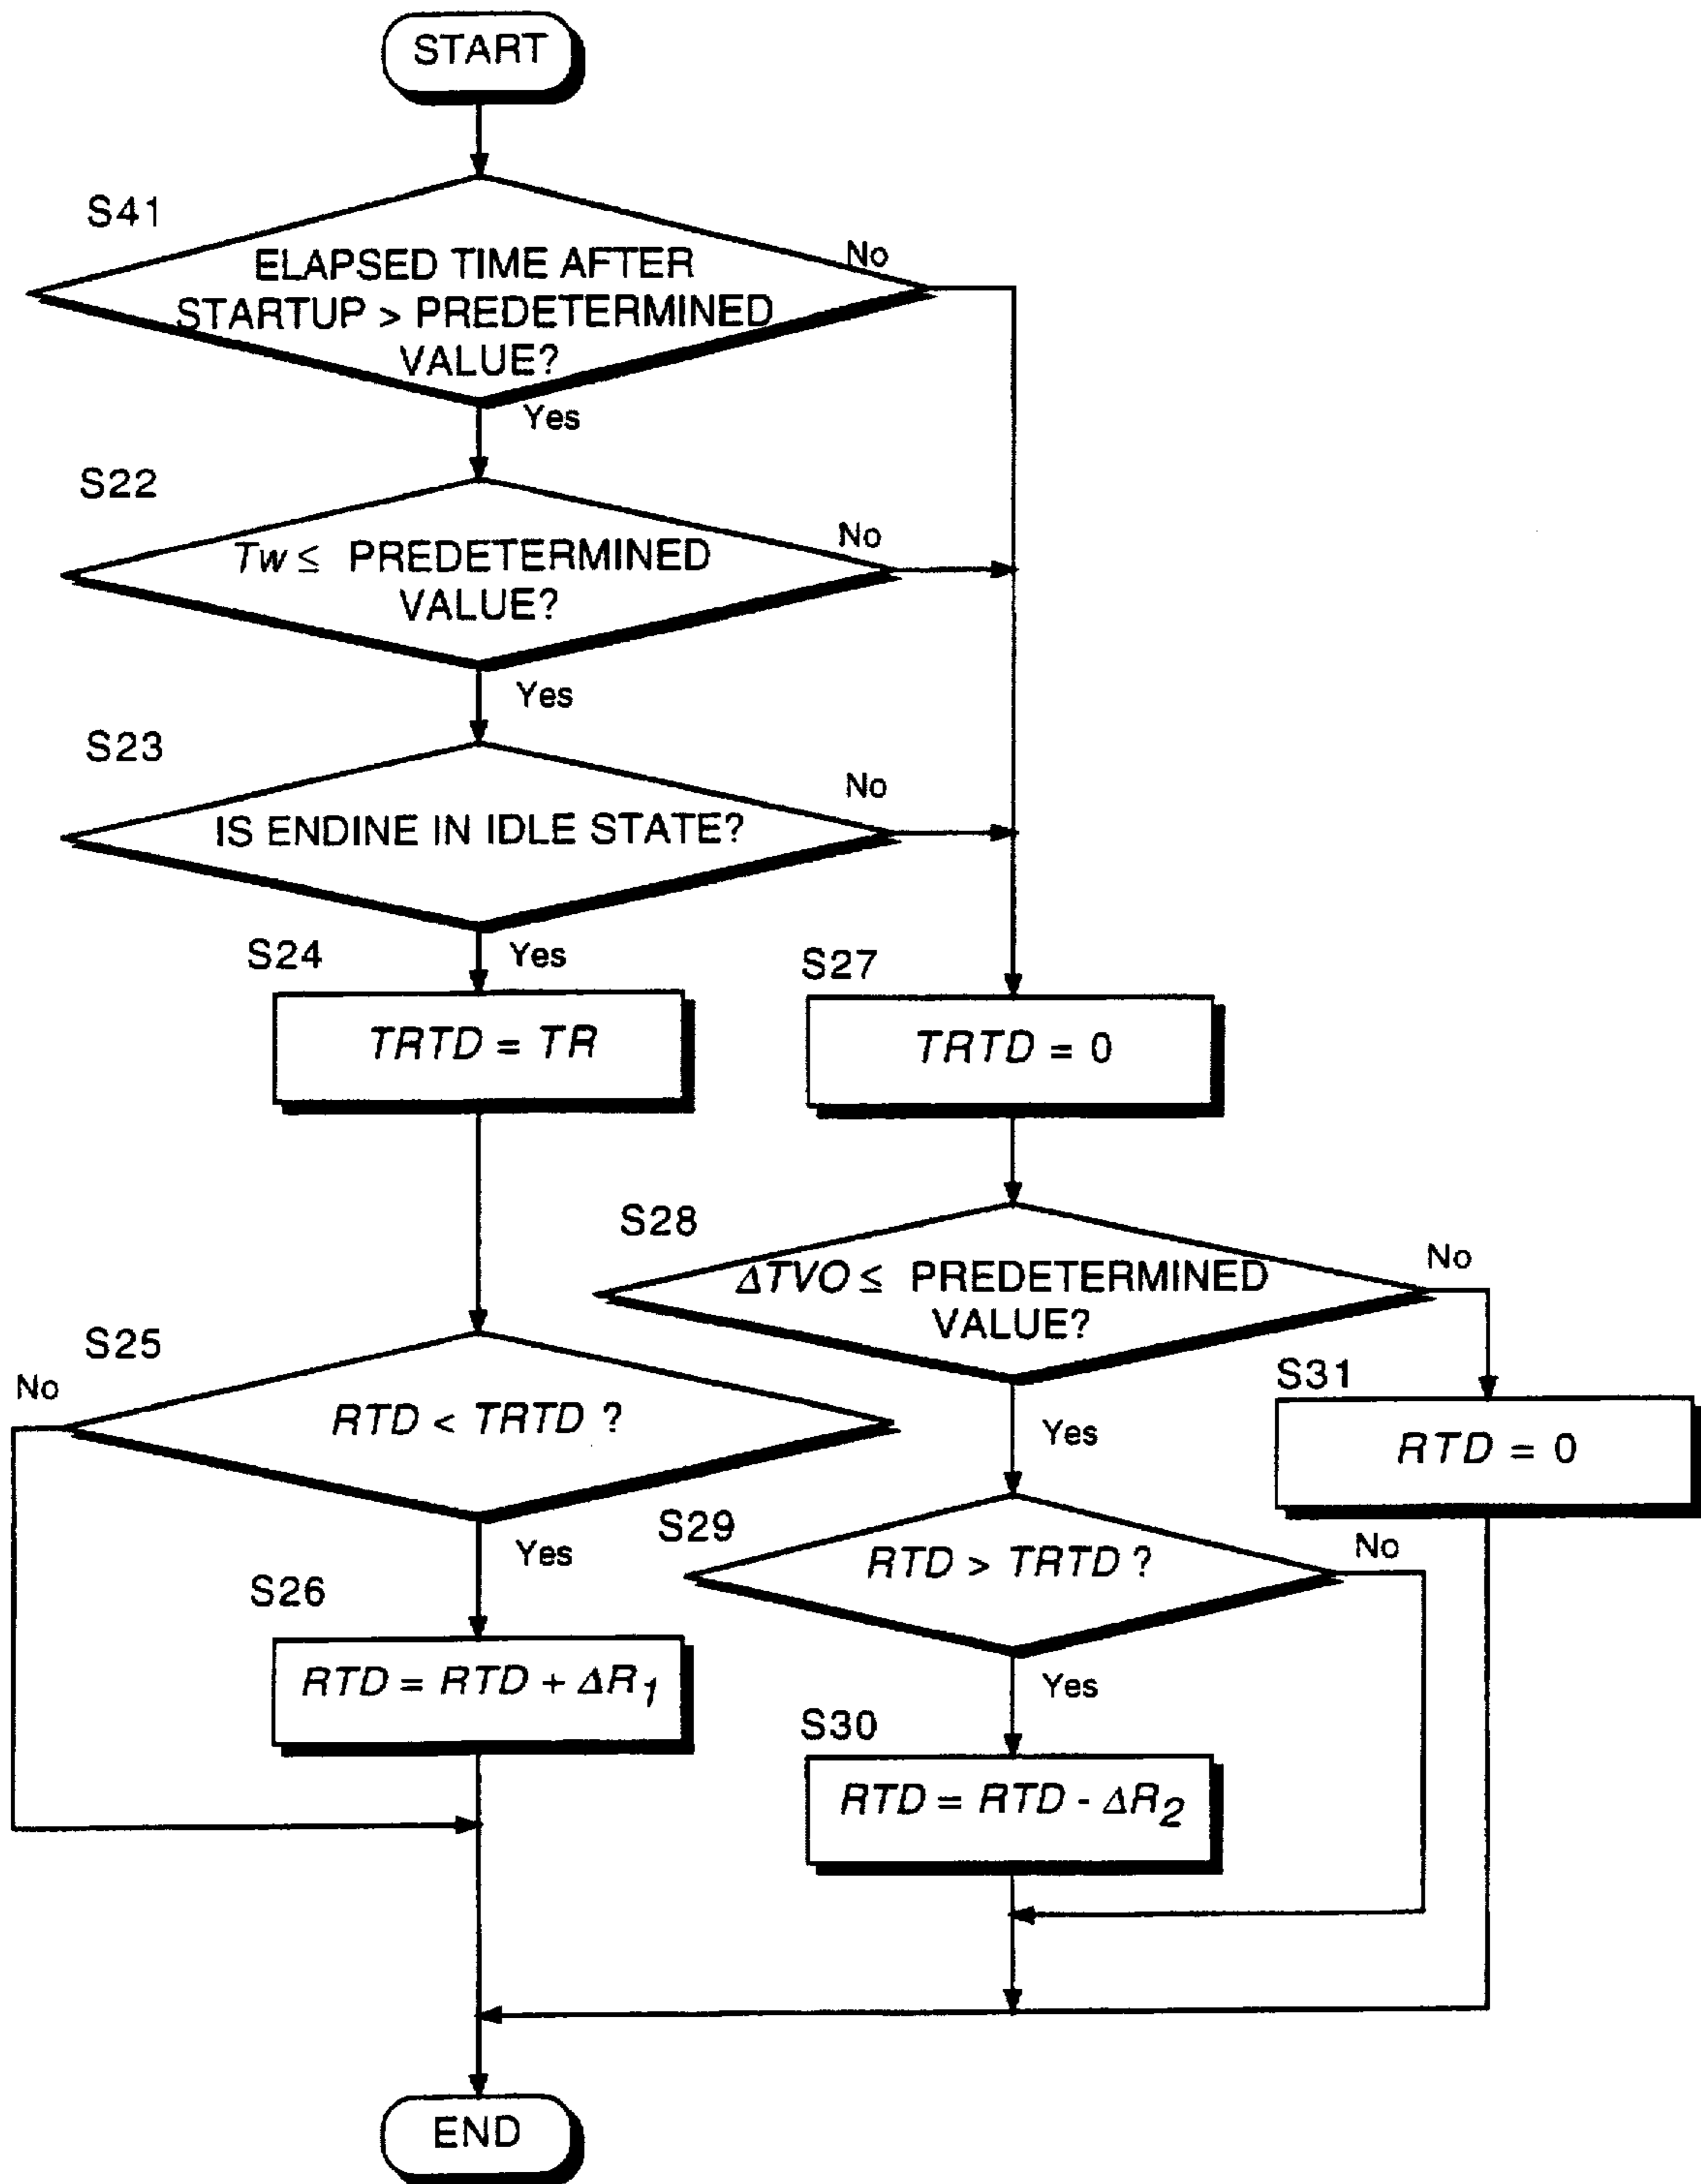 START
S41
ELAPSED TIME AFTER
STARTUP > PREDETERMINED
VALUE?
No
Yes
S22
Tw ≤ PREDETERMINED
VALUE?
No
Yes
S23
IS ENDINE IN IDLE STATE?
No
Yes
S24
TRTD = TR
S27
TRTD = 0
S28
ΔTVO ≤ PREDETERMINED
VALUE?
No
Yes
S25
RTD < TRTD ?
No
Yes
S31
RTD = 0
S29
RTD > TRTD ?
No
Yes
S26
RTD = RTD + ΔR1
S30
RTD = RTD - ΔR2
END